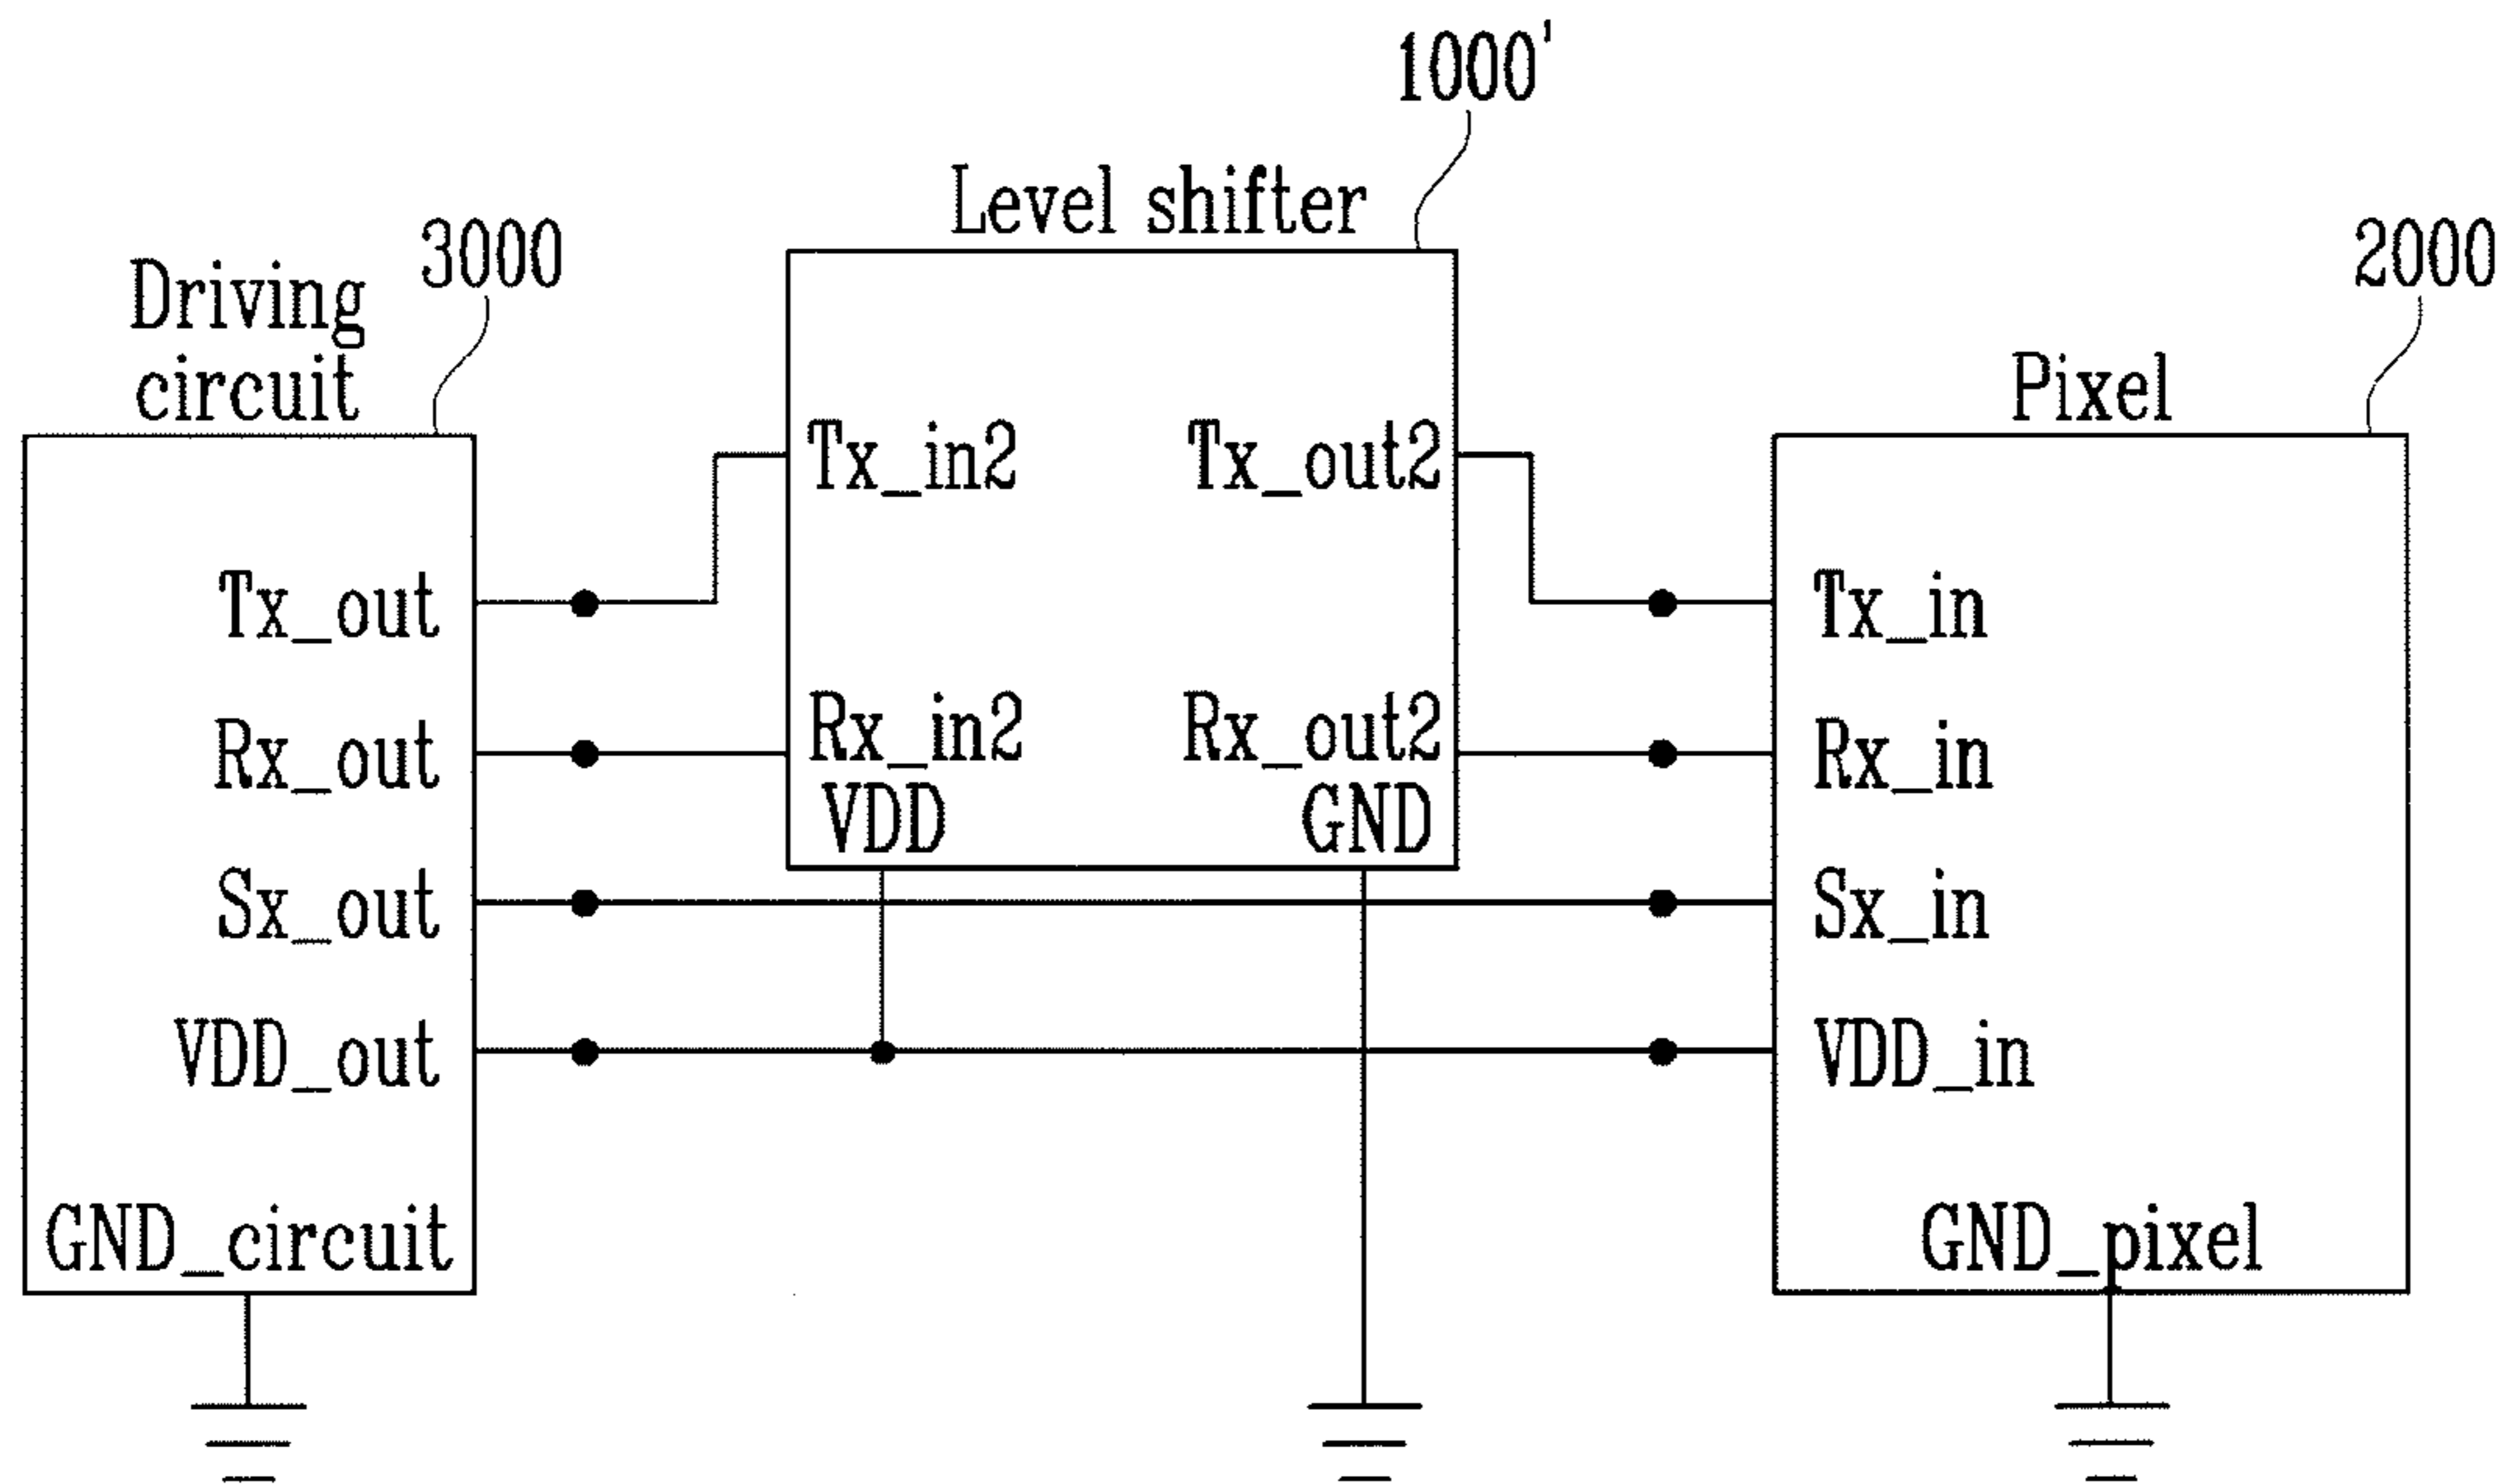 1000'
Level shifter
3000
2000
Driving
circuit
Pixel
Tx_in2 Tx_out2
Tx_out
Tx_in
Rx_in2 Rx_out2
Rx_out
Rx_in
VDD GND
Sx_out
Sx_in
VDD_out
VDD_in
GND_circuit
GND_pixel